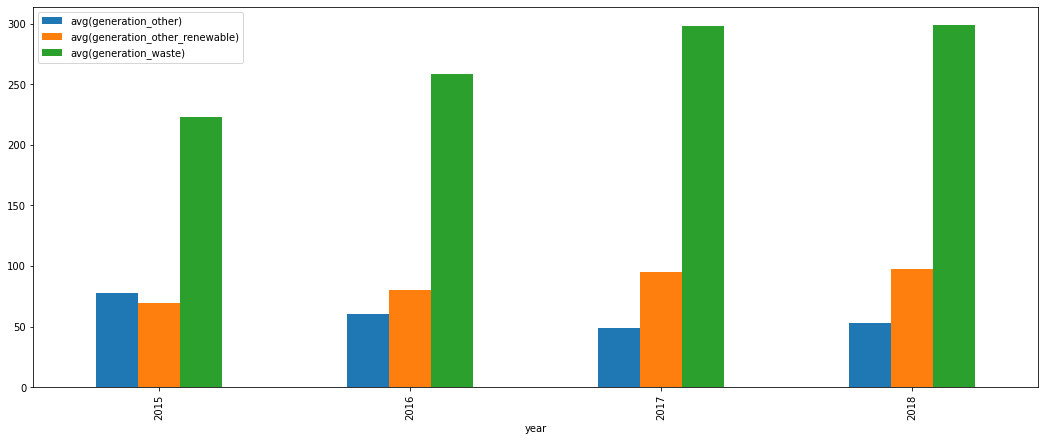 avg(generation_other)
avg(generation_other_renewable)
avg(generation_waste)
300
250
200
150
100
50
0
2015
2016
2017
2018
year